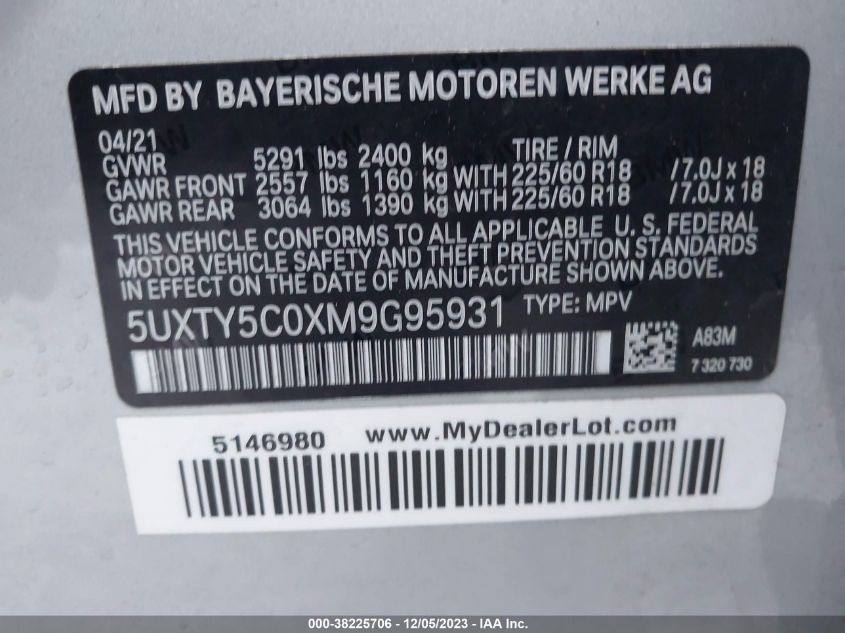 MFD BY BAYERISCHE MOTOREN WERKE AG
04/21
GVWR 5291 lbs 2400 kg TIRE / RIM
GAWR FRONT 2557 lbs 1160 kg WITH 225/60 R18 /7.0J x 18
GAWR REAR 3064 lbs 1390 kg WITH 225/60 R18 /7.0J x 18
THIS VEHICLE CONFORMS TO ALL APPLICABLE U. S. FEDERAL
MOTOR VEHICLE SAFETY AND THEFT PREVENTION STANDARDS
IN EFFECT ON THE DATE OF MANUFACTURE SHOWN ABOVE.
5UXTY5C0XM9G95931 TYPE: MPV
A83M
7 320 730
5146980 www.MyDealerLot.com
000-38225706 - 12/05/2023 - IAA Inc.